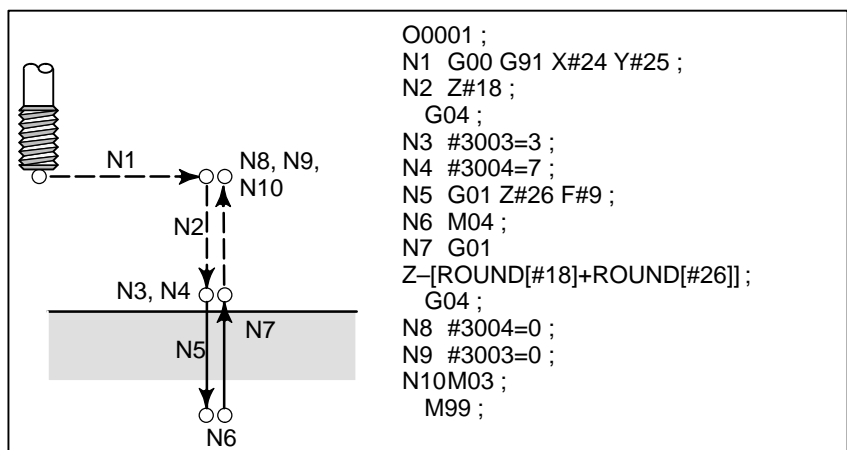 N1
N8, N9,
N10
N2
N3, N4
N7
N5
N6
O0001 ;
N1 G00 G91 X#24 Y#25 ;
N2 Z#18 ;
G04 ;
N3 #3003=3 ;
N4 #3004=7 ;
N5 G01 Z#26 F#9 ;
N6 M04 ;
N7 G01
Z–[ROUND[#18]+ROUND[#26]] ;
G04 ;
N8 #3004=0 ;
N9 #3003=0 ;
N10M03 ;
M99 ;